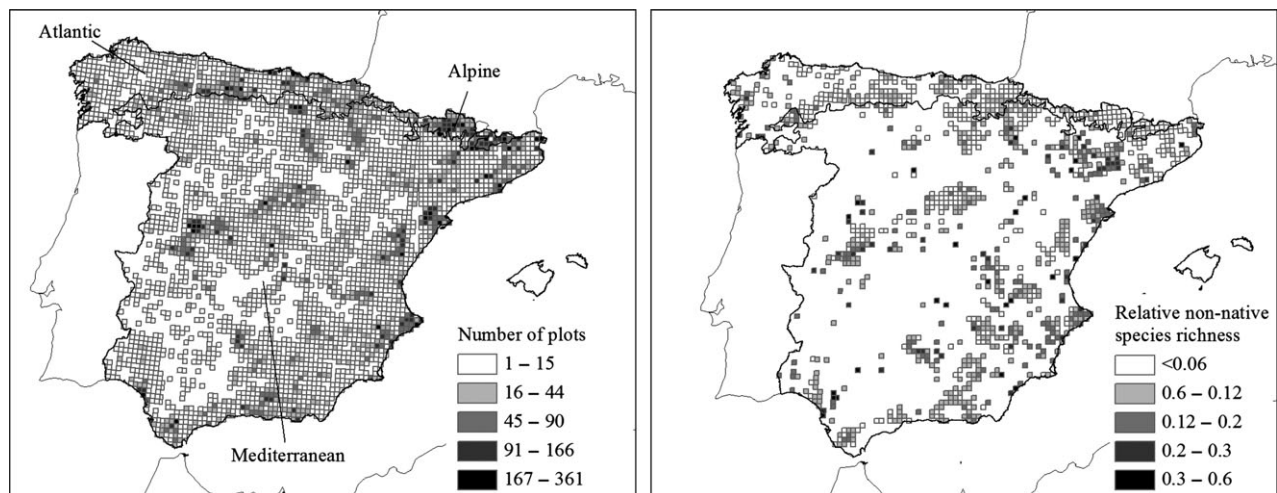 Atlantic
Alpine
Mediterranean
Number of plots
1 – 15
16 – 44
45 – 90
91 – 166
167 – 361
Relative non-native
species richness
<0.06
0.6 – 0.12
0.12 – 0.2
0.2 – 0.3
0.3 – 0.6